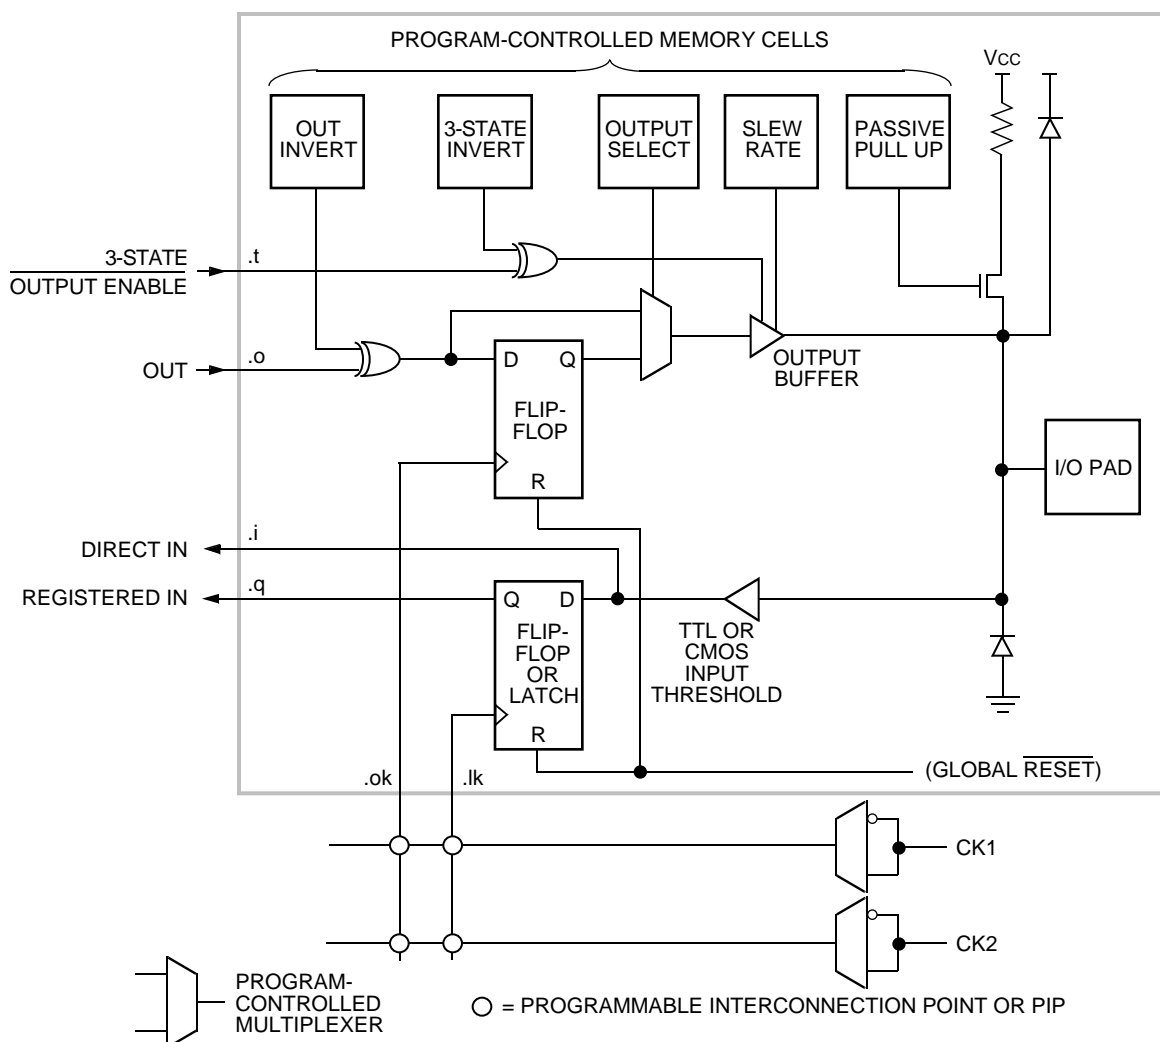 PROGRAM-CONTROLLED MEMORY CELLS
VCC
OUT
INVERT
3-STATE
INVERT
OUTPUT
SELECT
SLEW
RATE
PASSIVE
PULL UP
3-STATE
OUTPUT ENABLE
.t
OUT
.o
D Q
FLIP-
FLOP
R
OUTPUT
BUFFER
I/O PAD
DIRECT IN
.i
REGISTERED IN
.q
Q D
FLIP-
FLOP
OR
LATCH
R
TTL OR
CMOS
INPUT
THRESHOLD
.ok
.lk
(GLOBAL RESET)
CK1
CK2
PROGRAM-
CONTROLLED
MULTIPLEXER
= PROGRAMMABLE INTERCONNECTION POINT OR PIP